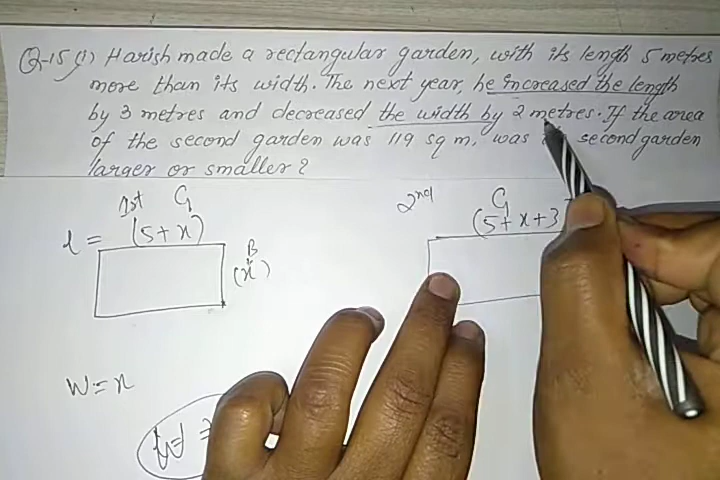 Q-15 (i) Harish made a rectangular garden, with its length 5 metres
more than its width. The next year, he increased the length
by 3 metres and decreased the width by 2 metres. If the area
of the second garden was 119 sq m, was second garden
larger or smaller?
1st G
2nd G
l = (5+x)
(5+x+3
B
(x)
W = x